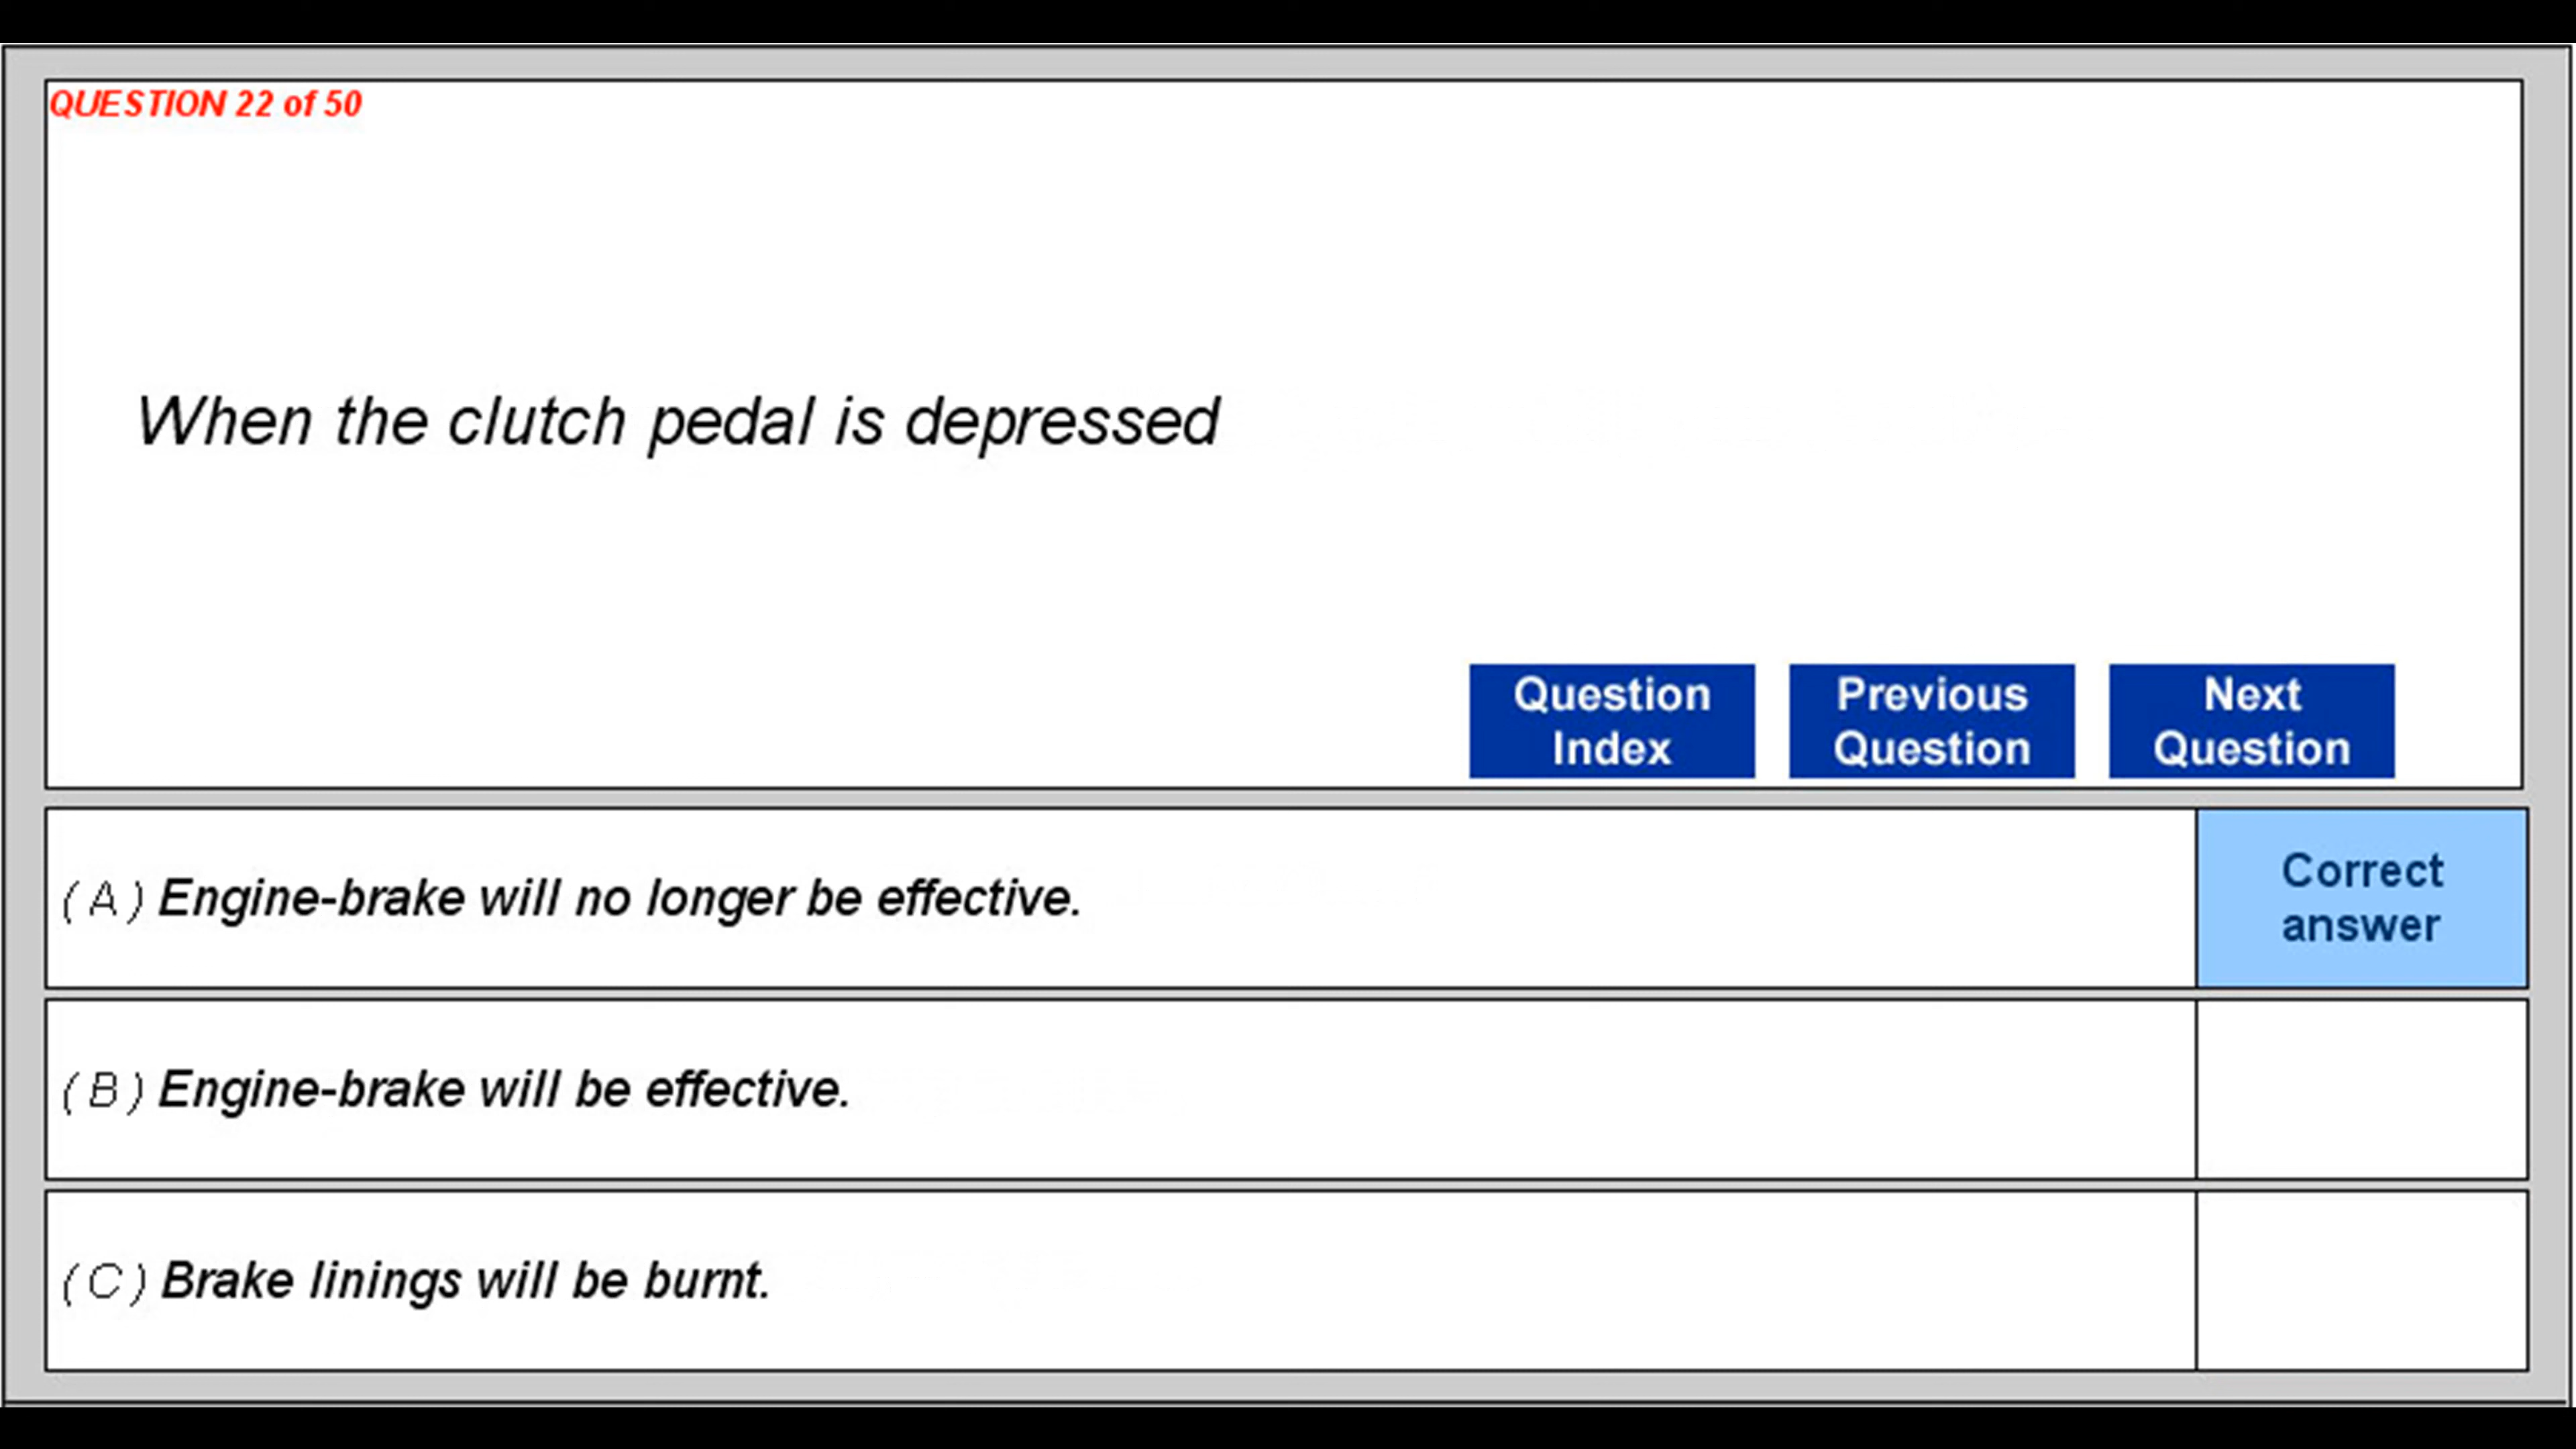 QUESTION 22 of 50
When the clutch pedal is depressed
Question
Index
Previous
Question
Next
Question
(A) Engine-brake will no longer be effective.
Correct
answer
(B) Engine-brake will be effective.
(C) Brake linings will be burnt.